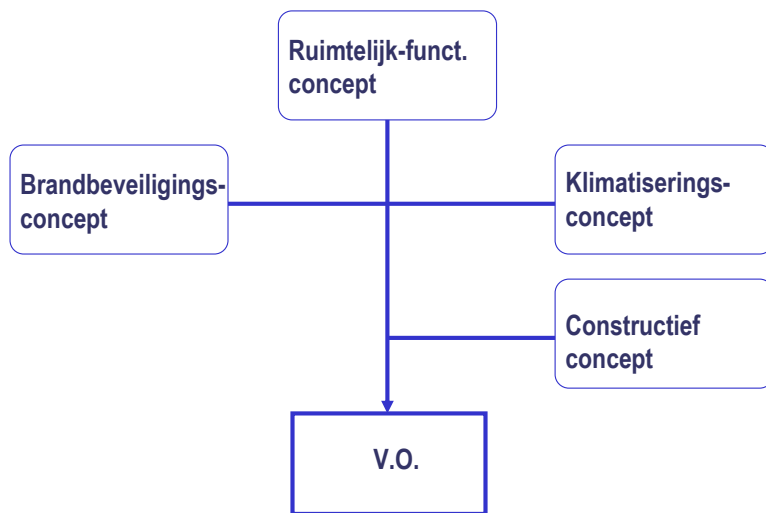 Ruimtelijk-funct.
concept
Brandbeveiligings-
concept
Klimatiserings-
concept
Constructief
concept
V.O.